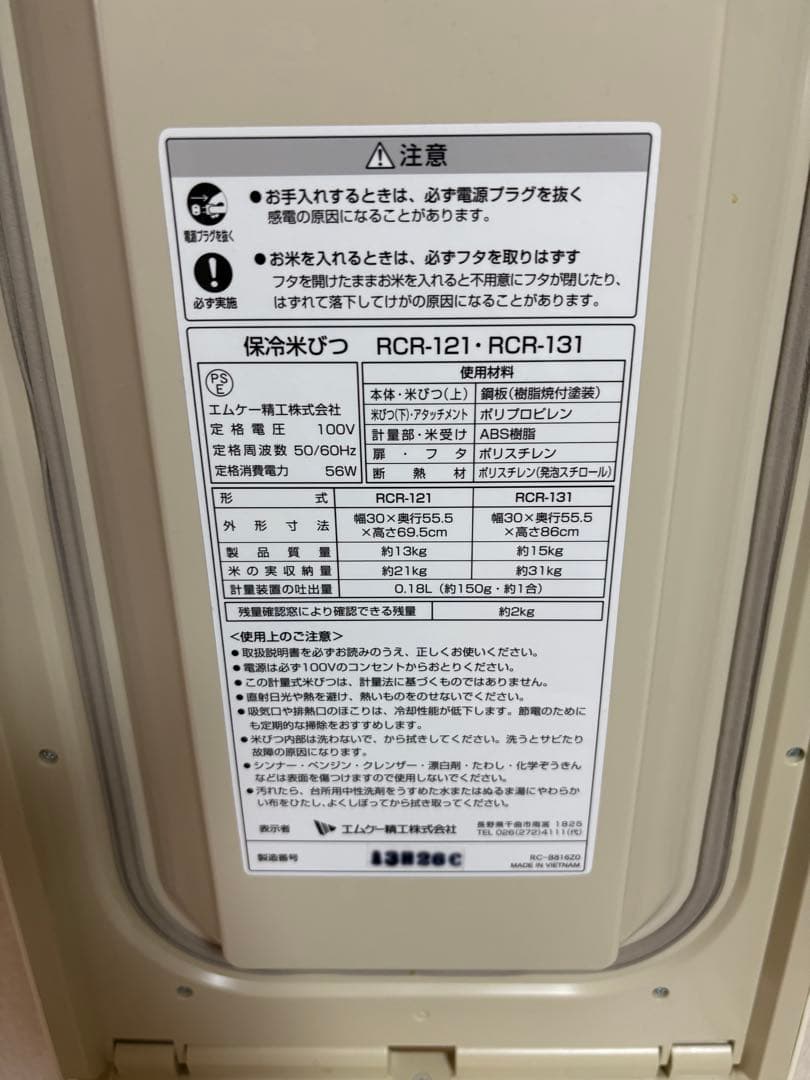 ⚠注意
電源プラグを抜く
●お手入れするときは、必ず電源プラグを抜く
感電の原因になることがあります。
必ず実施
●お米を入れるときは、必ずフタを取りはずす
フタを開けたままお米を入れると不用意にフタが閉じたり、
はずれて落下してけがの原因になることがあります。
保冷米びつ RCR-121・RCR-131
PS
E
エムケー精工株式会社
定格電圧 100V
定格周波数 50/60Hz
定格消費電力 56W
使用材料
本体・米びつ(上) 鋼板(樹脂焼付塗装)
米びつ(下)・アタッチメント ポリプロピレン
計量部・米受け ABS樹脂
扉・フタ ポリスチレン
断熱材 ポリスチレン(発泡スチロール)
形式 RCR-121 RCR-131
外形寸法 幅30×奥行55.5×高さ69.5cm 幅30×奥行55.5×高さ86cm
製品質量 約13kg 約15kg
米の実収納量 約21kg 約31kg
計量装置の吐出量 0.18L(約150g・約1合)
残量確認窓により確認できる残量 約2kg
<使用上のご注意>
●取扱説明書を必ずお読みのうえ、正しくお使いください。
●電源は必ず100Vのコンセントからおとりください。
●この計量式米びつは、計量法に基づくものではありません。
●直射日光や熱を避け、熱いものをのせないでください。
●吸気口や排熱口のほこりは、冷却性能が低下します。節電のために
も定期的な掃除をおすすめします。
●米びつ内部は洗わないで、から拭きしてください。洗うとサビたり
故障の原因になります。
●シンナー・ベンジン・クレンザー・漂白剤・たわし・化学ぞうきん
などは表面を傷つけますので使用しないでください。
●汚れたら、台所用中性洗剤をうすめた水またはぬるま湯にやわらか
い布をひたし、よくしぼってから拭き取ってください。
表示者 エムケー精工株式会社 長野県千曲市雨宮 1825
TEL 026(272)4111(代)
製造番号 13826C RC-8816Z0
MADE IN VIETNAM